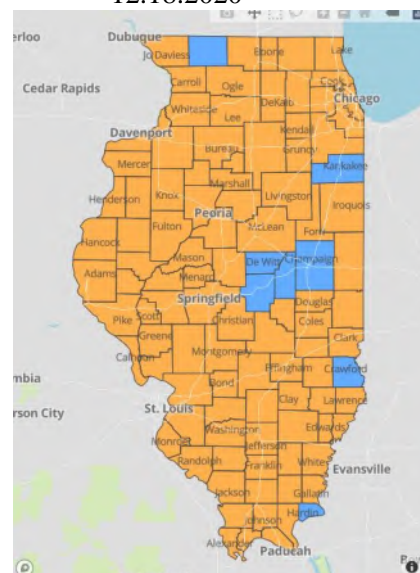 12.18.2020
erloo
Dubuque
Jo Daviess
Boone
Lake
Carroll
Ogle
Cook
Cedar Rapids
DeKalb
Chicago
Whiteside
Lee
Davenport
Kendall
Bureau
Grundy
Mercer
Kankakee
Marshall
Henderson
Knox
Livingston
Iroquois
Peoria
McLean
Ford
Fulton
Hancock
Mason
De Witt
Champaign
Adams
Menard
Springfield
Douglas
Pike
Scott
Christian
Coles
Greene
Clark
Montgomery
Calhoun
Effingham
Crawford
mbia
Bond
Clay
Lawrence
rson City
St. Louis
Washington
Edwards
Monroe
Jefferson
Randolph
Franklin
White
Evansville
Jackson
Gallatin
Hardin
Johnson
Alexander
Paducah